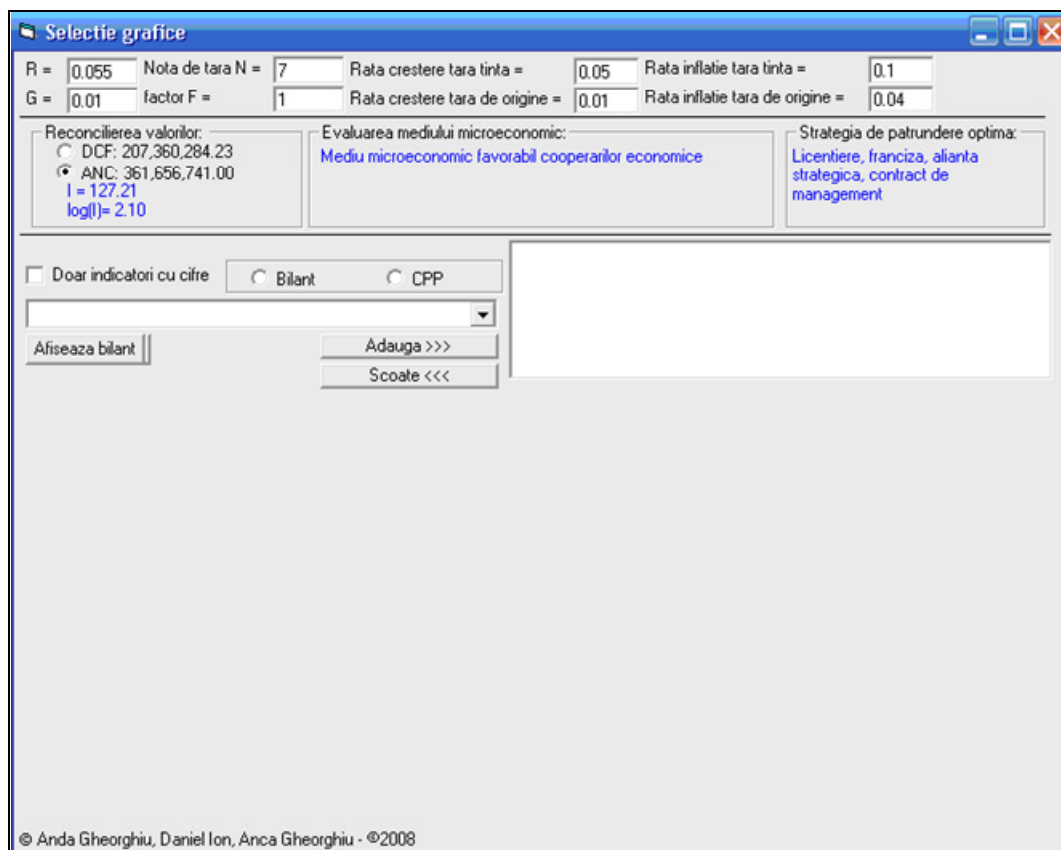 Selectie grafice
R = 0.055 Nota de tara N = 7 Rata crestere tara tinta = 0.05 Rata inflatie tara tinta = 0.1
G = 0.01 factor F = 1 Rata crestere tara de origine = 0.01 Rata inflatie tara de origine = 0.04
Reconcilierea valorilor: Evaluarea mediului microeconomic: Strategia de patrundere optima:
DCF: 207,360,284.23 Mediu microeconomic favorabil cooperarilor economice Licentiere, franciza, alianta
ANC: 361,656,741.00 strategica, contract de
I = 127.21 management
log(I)= 2.10
Doar indicatori cu cifre Bilant CPP
Afiseaza bilant Adauga >>>
Scoate <<<
© Anda Gheorghiu, Daniel Ion, Anca Gheorghiu - ©2008